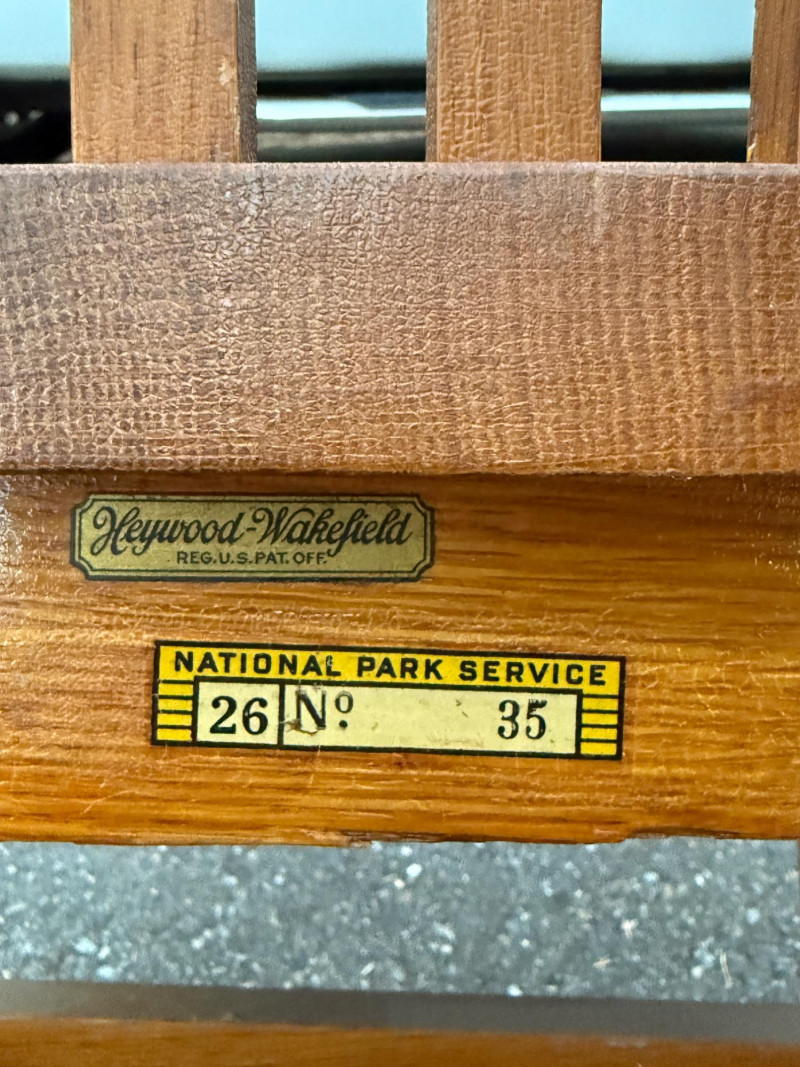 Heywood-Wakefield
REG.U.S.PAT.OFF.
NATIONAL PARK SERVICE
26 Nº 35